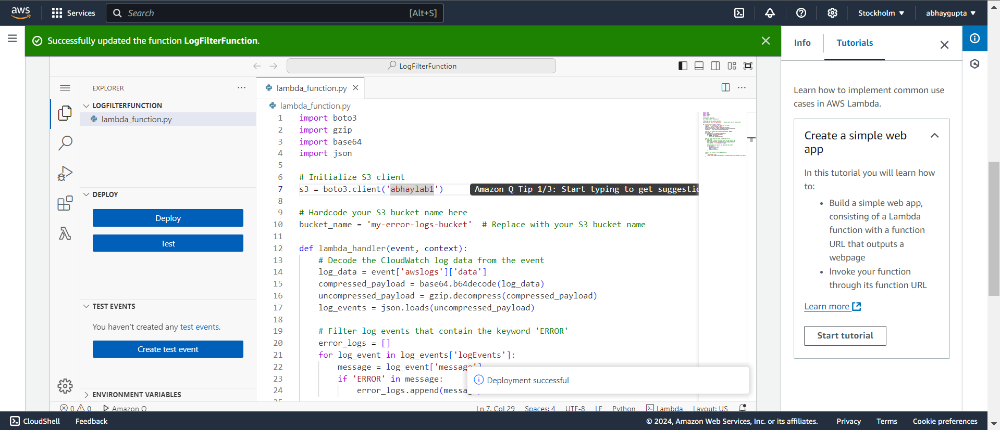 aws
Services
Search
[Alt+S]
Stockholm ▼
abhaygupta ▼
Successfully updated the function LogFilterFunction.
LogFilterFunction
EXPLORER
LOGFILTERFUNCTION
lambda_function.py
DEPLOY
Deploy
Test
TEST EVENTS
You haven't created any test events.
Create test event
ENVIRONMENT VARIABLES
lambda_function.py
lambda_function.py
1 import boto3
2 import gzip
3 import base64
4 import json
5
6 # Initialize S3 client
7 s3 = boto3.client('abhaylab1') Amazon Q Tip 1/3: Start typing to get suggestic
8
9 # Hardcode your S3 bucket name here
10 bucket_name = 'my-error-logs-bucket'  # Replace with your S3 bucket name
11
12 def lambda_handler(event, context):
13 # Decode the CloudWatch log data from the event
14 log_data = event['awslogs']['data']
15 compressed_payload = base64.b64decode(log_data)
16 uncompressed_payload = gzip.decompress(compressed_payload)
17 log_events = json.loads(uncompressed_payload)
18
19 # Filter log events that contain the keyword 'ERROR'
20 error_logs = []
21 for log_event in log_events['logEvents']:
22 message = log_event['message']
23 if 'ERROR' in message:
24 error_logs.append(messa
Deployment successful
0 0 Amazon Q
Ln 7, Col 29 Spaces: 4 UTF-8 LF Python Lambda Layout: US
Info
Tutorials
Learn how to implement common use
cases in AWS Lambda.
Create a simple web
app
In this tutorial you will learn how
to:
• Build a simple web app,
consisting of a Lambda
function with a function
URL that outputs a
webpage
• Invoke your function
through its function URL
Learn more
Start tutorial
CloudShell
Feedback
© 2024, Amazon Web Services, Inc. or its affiliates.
Privacy
Terms
Cookie preferences